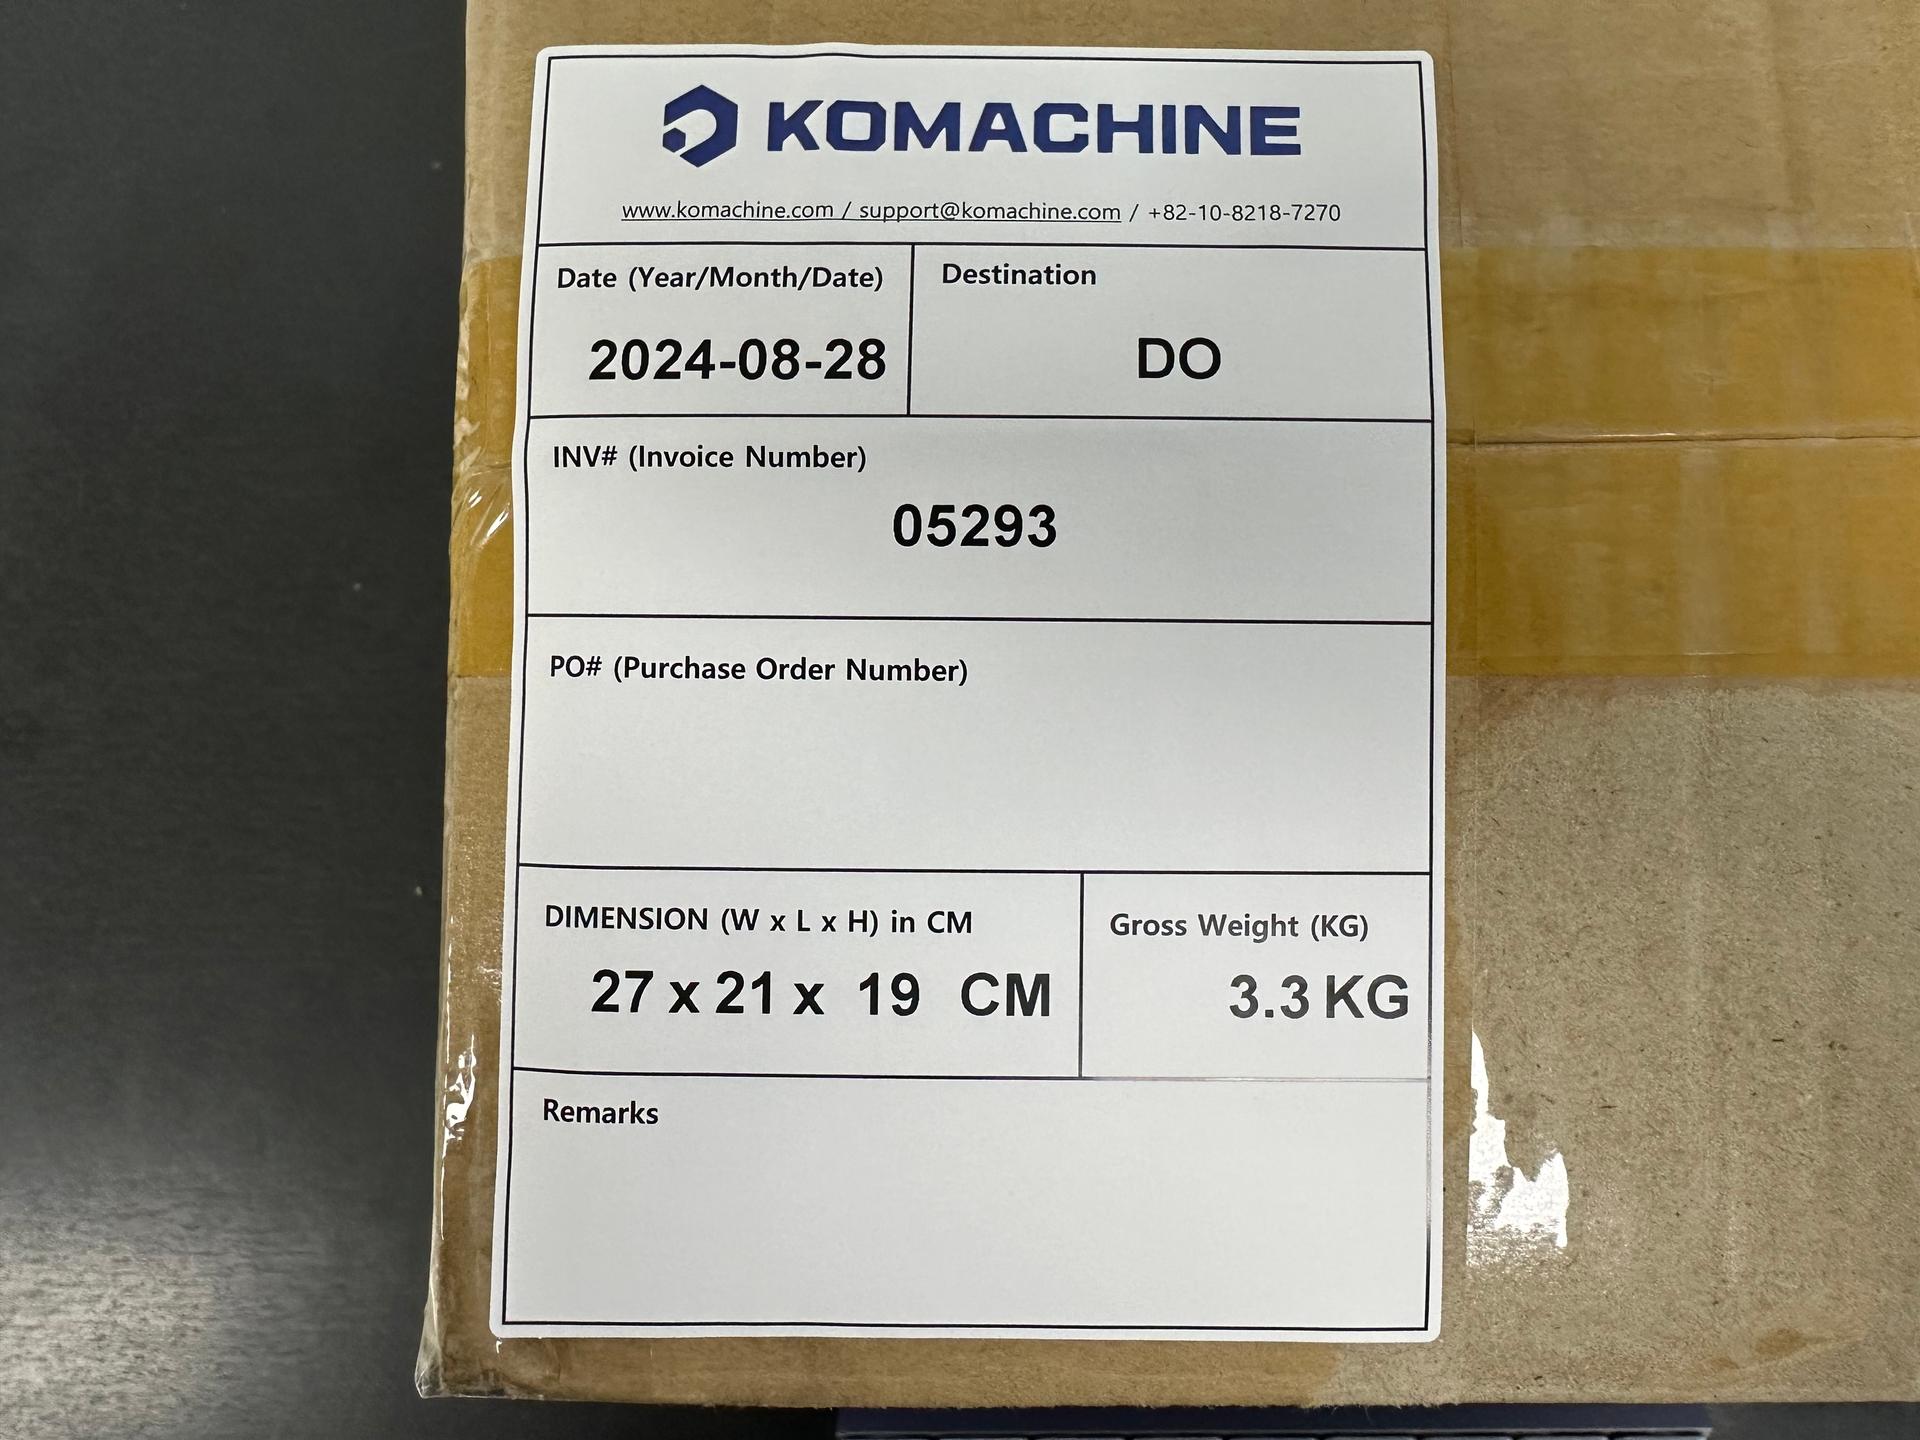 KOMACHINE
www.komachine.com / support@komachine.com / +82-10-8218-7270
Date (Year/Month/Date)
2024-08-28
Destination
DO
INV# (Invoice Number)
05293
PO# (Purchase Order Number)
DIMENSION (W x L x H) in CM
27 x 21 x 19 CM
Gross Weight (KG)
3.3 KG
Remarks